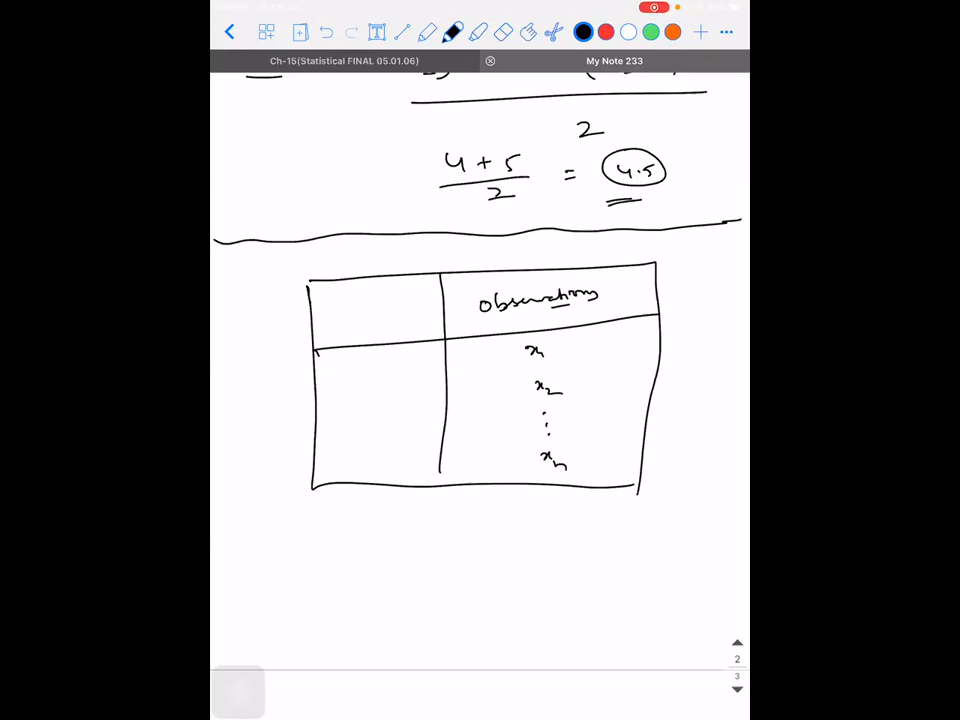 Ch-15(Statistical FINAL 05.01.06)
My Note 233
2
4 + 5
2
= 4.5
Observations
x1
x2
⋮
xn
2
3